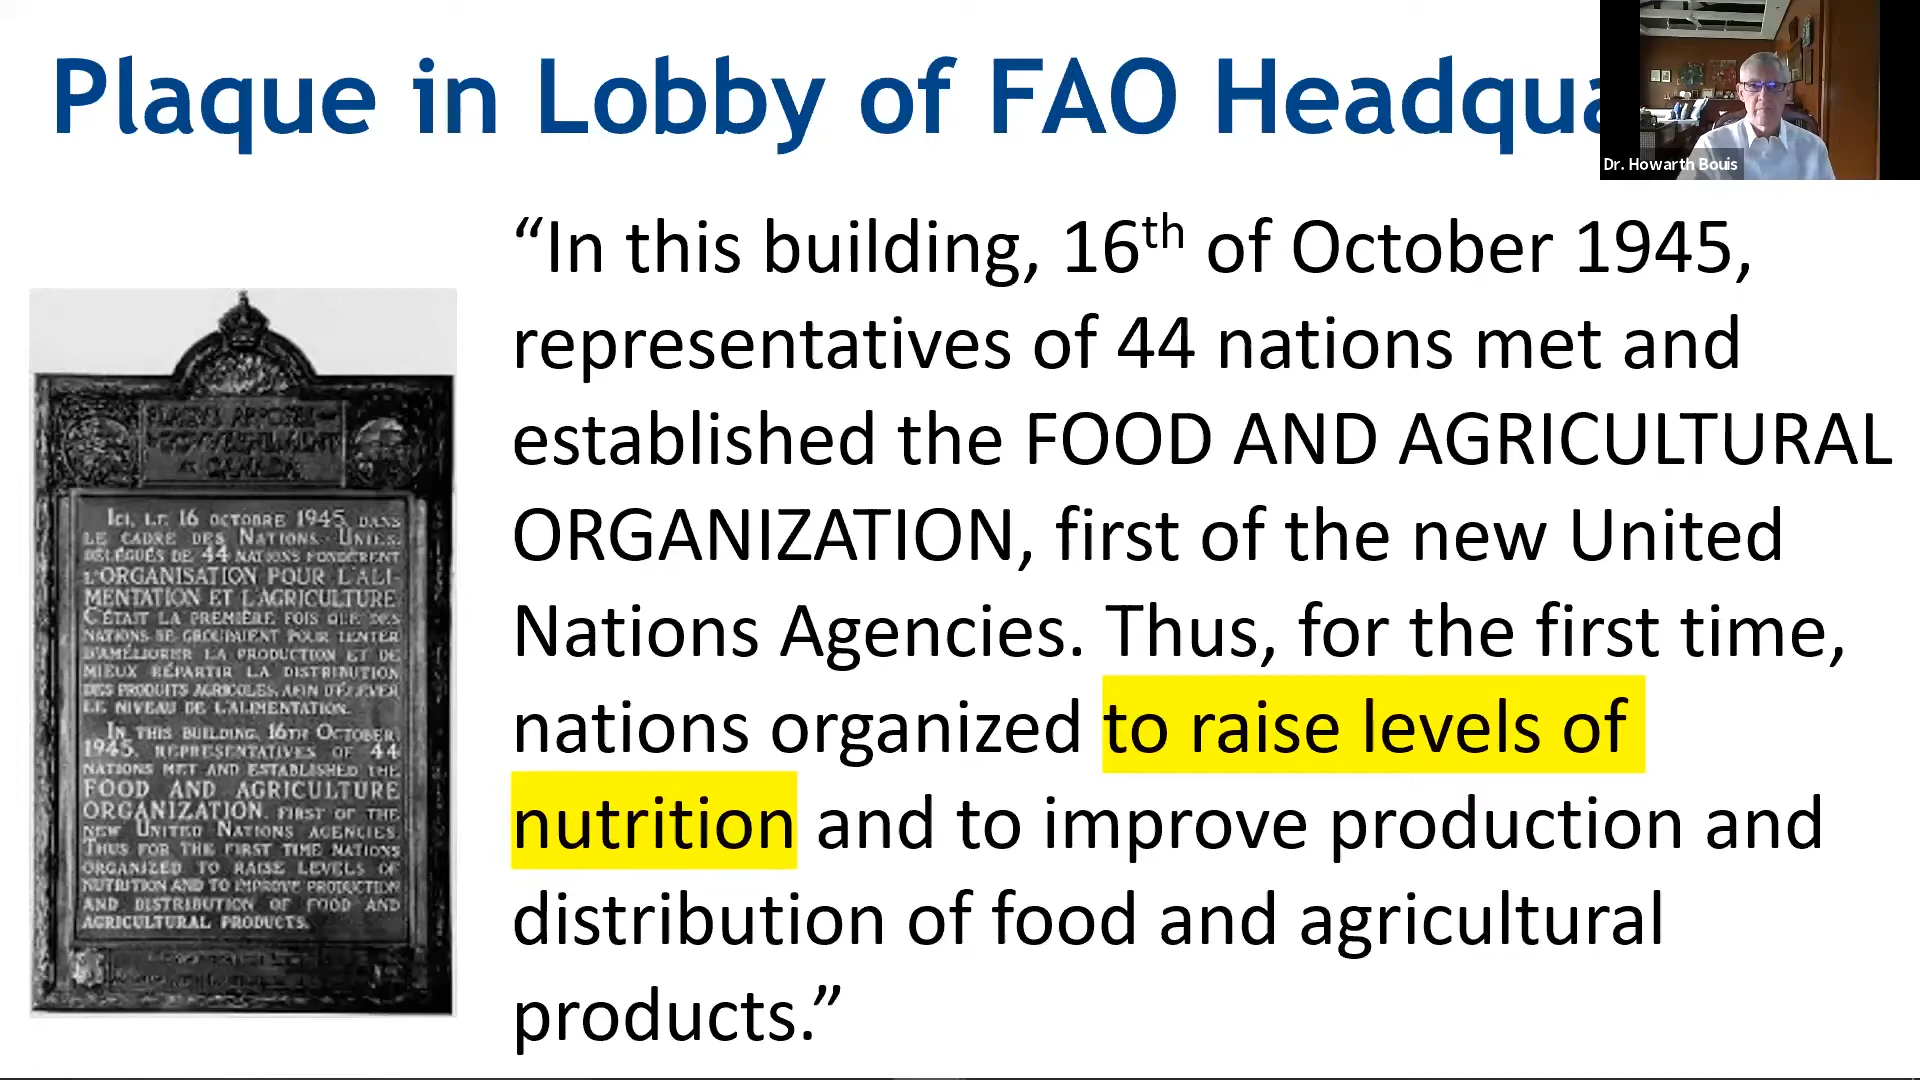 Plaque in Lobby of FAO Headqua
Dr. Howarth Bouis
“In this building, 16th of October 1945,
representatives of 44 nations met and
established the FOOD AND AGRICULTURAL
ORGANIZATION, first of the new United
Nations Agencies. Thus, for the first time,
nations organized to raise levels of
nutrition and to improve production and
distribution of food and agricultural
products.”
ICI, LE 16 OCTOBRE 1945, DANS
LE CADRE DES NATIONS UNIES,
DÉLÉGUÉS DE 44 NATIONS FONDÈRENT
L'ORGANISATION POUR L'ALI-
MENTATION ET L'AGRICULTURE.
C'ÉTAIT LA PREMIÈRE FOIS QUE DES
NATIONS SE GROUPAIENT POUR TENTER
D'AMÉLIORER LA PRODUCTION ET DE
MIEUX RÉPARTIR LA DISTRIBUTION
DES PRODUITS AGRICOLES, AFIN D'ÉLEVER
LE NIVEAU DE L'ALIMENTATION.
IN THIS BUILDING, 16TH OCTOBER,
1945, REPRESENTATIVES OF 44
NATIONS MET AND ESTABLISHED THE
FOOD AND AGRICULTURE
ORGANIZATION, FIRST OF THE
NEW UNITED NATIONS AGENCIES.
THUS FOR THE FIRST TIME NATIONS
ORGANIZED TO RAISE LEVELS OF
NUTRITION AND TO IMPROVE PRODUCTION
AND DISTRIBUTION OF FOOD AND
AGRICULTURAL PRODUCTS.